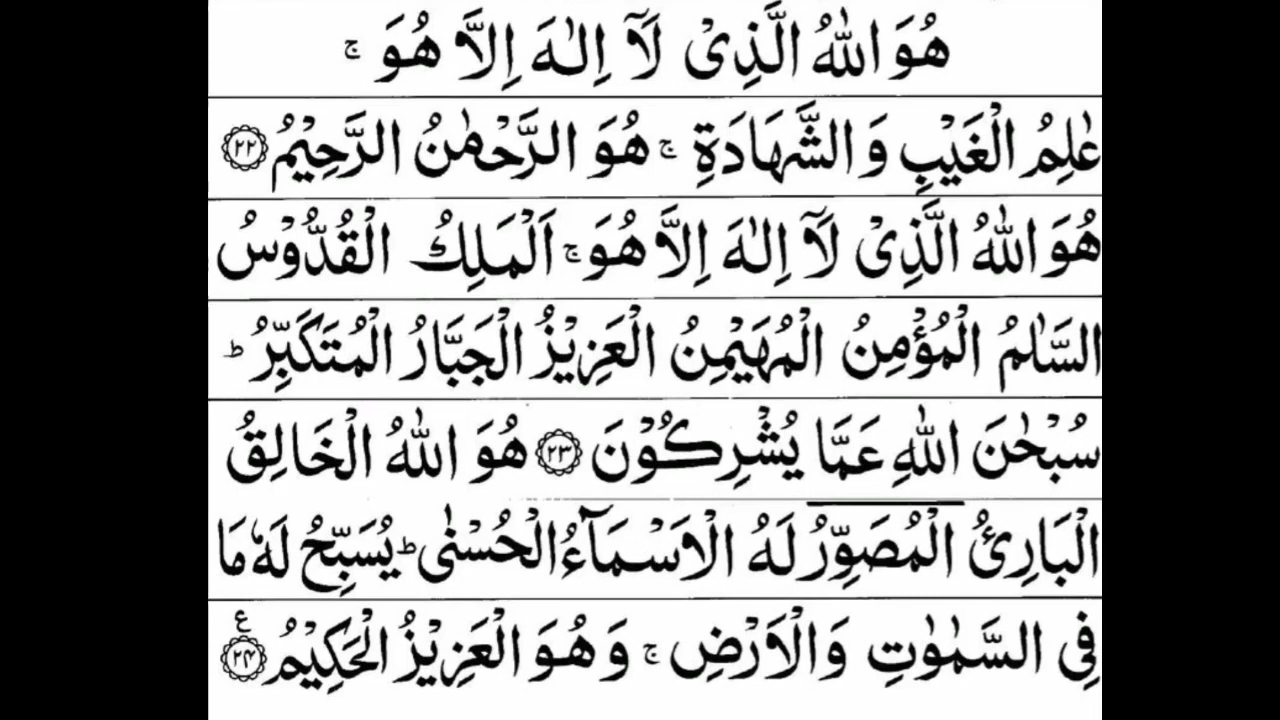 هُوَ اللّٰهُ الَّذِىْ لَآ اِلٰهَ اِلَّا هُوَ ۚ
عٰلِمُ الْغَيْبِ وَ الشَّهَادَةِ ۚ هُوَ الرَّحْمٰنُ الرَّحِيْمُ ﴿۲۲﴾
هُوَ اللّٰهُ الَّذِىْ لَآ اِلٰهَ اِلَّا هُوَ ۚ اَلْمَلِكُ الْقُدُّوْسُ
السَّلٰمُ الْمُؤْمِنُ الْمُهَيْمِنُ الْعَزِيْزُ الْجَبَّارُ الْمُتَكَبِّرُ ؕ
سُبْحٰنَ اللّٰهِ عَمَّا يُشْرِكُوْنَ ﴿۲۳﴾ هُوَ اللّٰهُ الْخَالِقُ
الْبَارِئُ الْمُصَوِّرُ لَهُ الْاَسْمَآءُ الْحُسْنٰى ؕ يُسَبِّحُ لَهٗ مَا
فِى السَّمٰوٰتِ وَ الْاَرْضِ ۚ وَ هُوَ الْعَزِيْزُ الْحَكِيْمُ ﴿۲۴﴾ ع